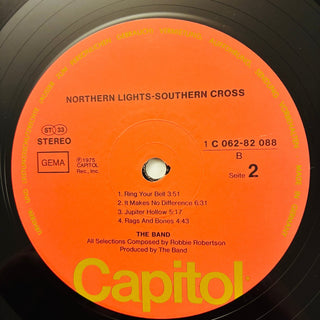 NORTHERN LIGHTS-SOUTHERN CROSS
ST 33
STEREO
1 C 062-82 088
B
GEMA
℗1975
CAPITOL
Rec., Inc.
Seite 2
1. Ring Your Bell 3:51
2. It Makes No Difference 6:31
3. Jupiter Hollow 5:17
4. Rags And Bones 4:43
THE BAND
All Selections Composed by Robbie Robertson
Produced by The Band
Capitol